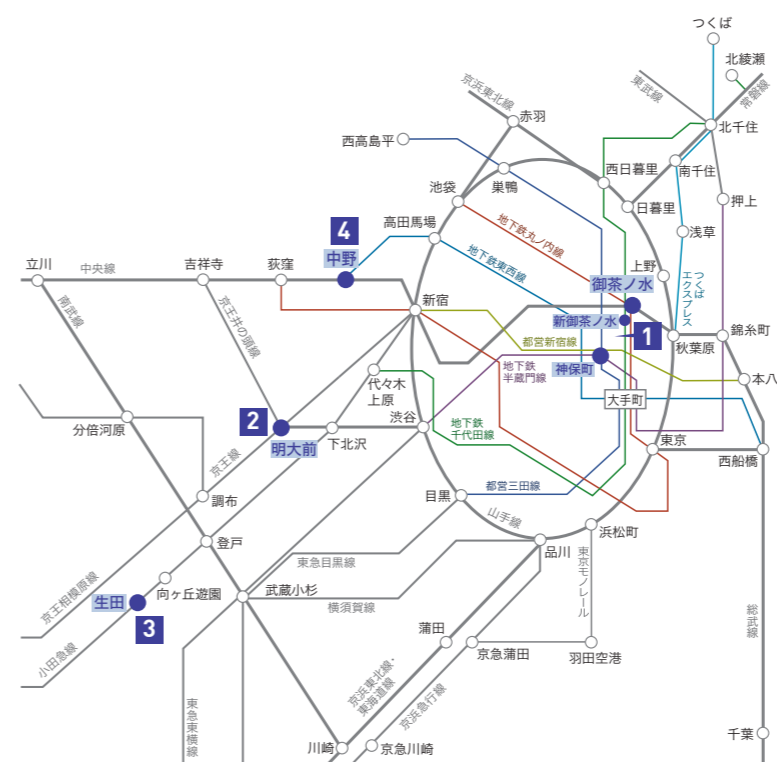 つくば
北綾瀬
東武線
常磐線
京浜東北線
赤羽
北千住
西高島平
巣鴨
西日暮里
南千住
池袋
日暮里
押上
高田馬場
地下鉄丸ノ内線
浅草
4
中野
地下鉄東西線
上野
つくば
エクスプレス
立川
中央線
吉祥寺
荻窪
御茶ノ水
南武線
京王井の頭線
新宿
新御茶ノ水
1
秋葉原
錦糸町
都営新宿線
神保町
地下鉄
半蔵門線
代々木
上原
本八
大手町
2
明大前
下北沢
渋谷
地下鉄
千代田線
分倍河原
京王線
東京
西船橋
調布
目黒
都営三田線
山手線
浜松町
登戸
品川
東急目黒線
東京モノレール
京王相模原線
生田
3
向ヶ丘遊園
武蔵小杉
横須賀線
総武線
小田急線
蒲田
京急蒲田
羽田空港
京浜東北線・
東海道線
京浜急行線
東急東横線
川崎
京急川崎
千葉